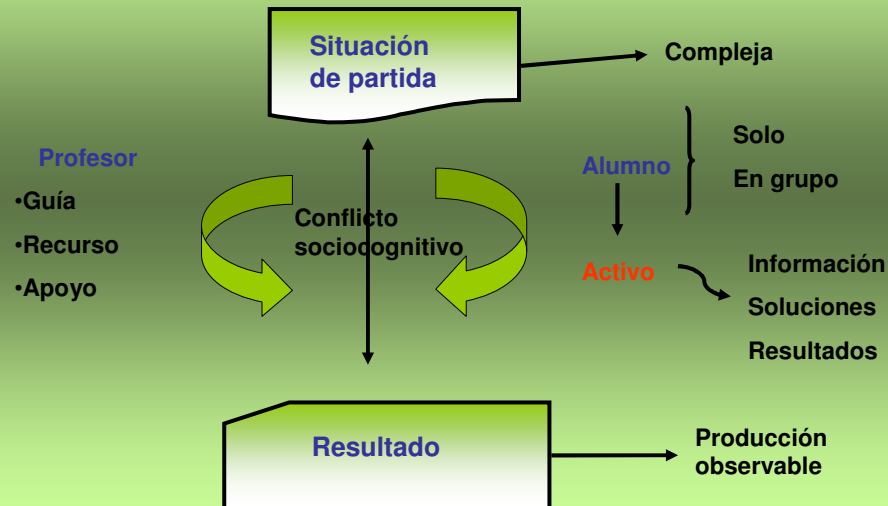 Situación
de partida
Compleja
Profesor
•Guía
•Recurso
•Apoyo
Conflicto
sociocognitivo
Alumno
Solo
En grupo
Activo
Información
Soluciones
Resultados
Resultado
Producción
observable